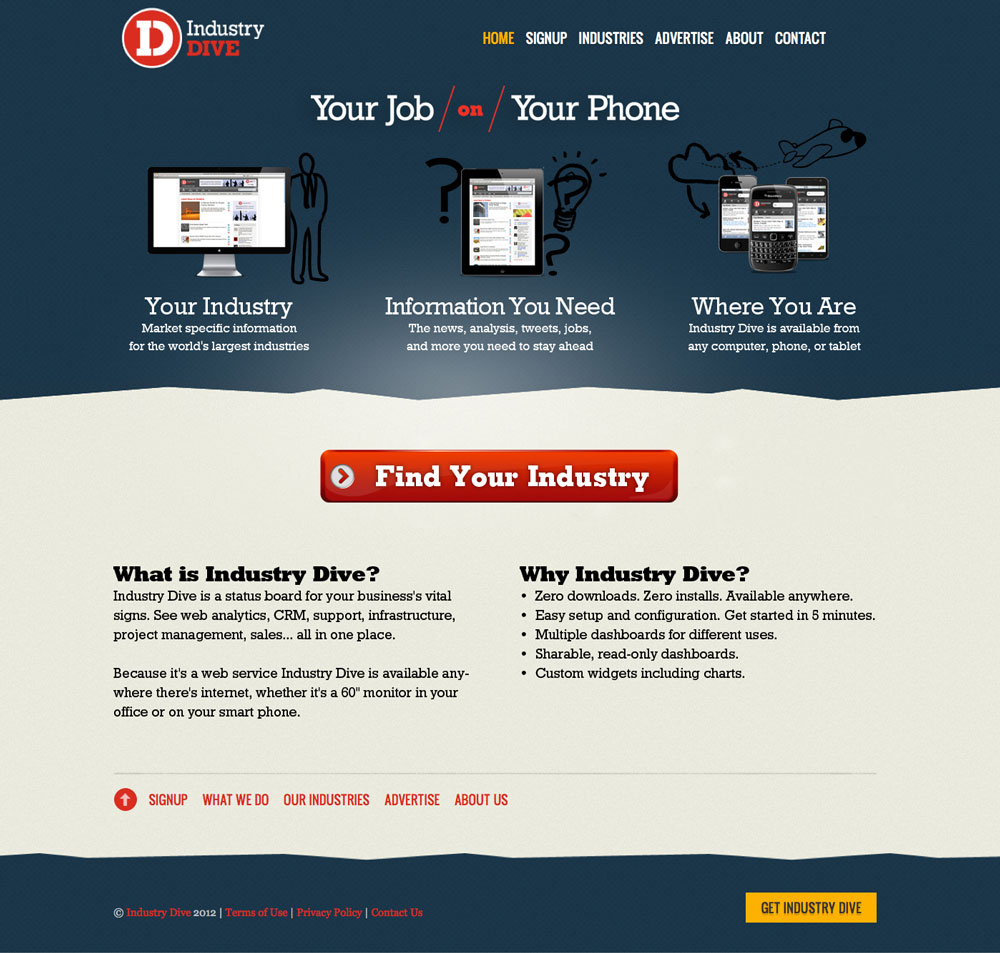 Industry
DIVE
HOME SIGNUP INDUSTRIES ADVERTISE ABOUT CONTACT
Your Job / on / Your Phone
Your Industry
Market specific information
for the world's largest industries
Information You Need
The news, analysis, tweets, jobs,
and more you need to stay ahead
Where You Are
Industry Dive is available from
any computer, phone, or tablet
Find Your Industry
What is Industry Dive?
Industry Dive is a status board for your business's vital
signs. See web analytics, CRM, support, infrastructure,
project management, sales... all in one place.
Because it's a web service Industry Dive is available any-
where there's internet, whether it's a 60" monitor in your
office or on your smart phone.
Why Industry Dive?
• Zero downloads. Zero installs. Available anywhere.
• Easy setup and configuration. Get started in 5 minutes.
• Multiple dashboards for different uses.
• Sharable, read-only dashboards.
• Custom widgets including charts.
SIGNUP WHAT WE DO OUR INDUSTRIES ADVERTISE ABOUT US
© Industry Dive 2012 | Terms of Use | Privacy Policy | Contact Us
GET INDUSTRY DIVE